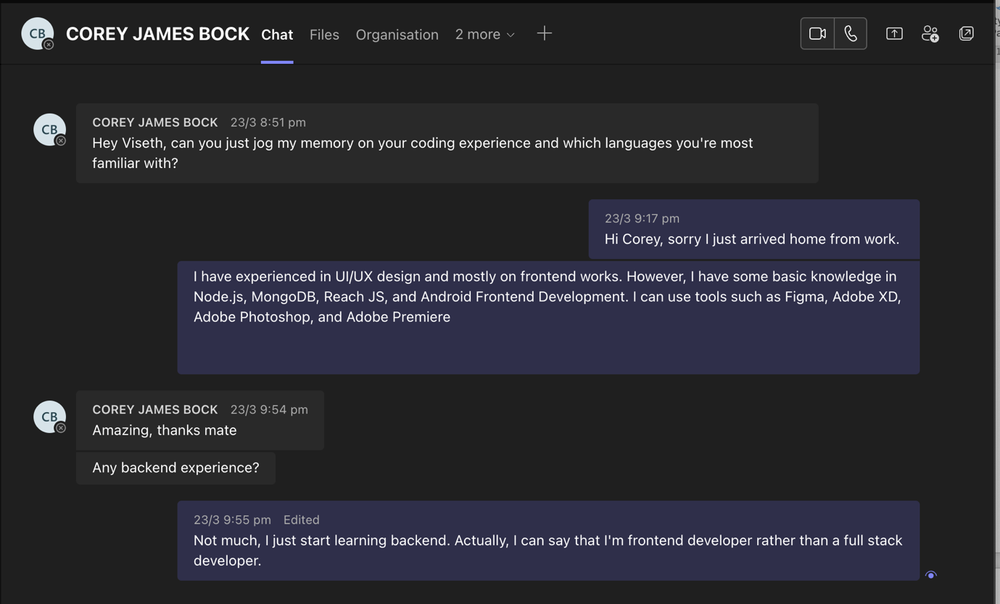 CB
COREY JAMES BOCK Chat Files Organisation 2 more
CB
COREY JAMES BOCK 23/3 8:51 pm
Hey Viseth, can you just jog my memory on your coding experience and which languages you're most
familiar with?
23/3 9:17 pm
Hi Corey, sorry I just arrived home from work.
I have experienced in UI/UX design and mostly on frontend works. However, I have some basic knowledge in
Node.js, MongoDB, Reach JS, and Android Frontend Development. I can use tools such as Figma, Adobe XD,
Adobe Photoshop, and Adobe Premiere
CB
COREY JAMES BOCK 23/3 9:54 pm
Amazing, thanks mate
Any backend experience?
23/3 9:55 pm Edited
Not much, I just start learning backend. Actually, I can say that I'm frontend developer rather than a full stack
developer.